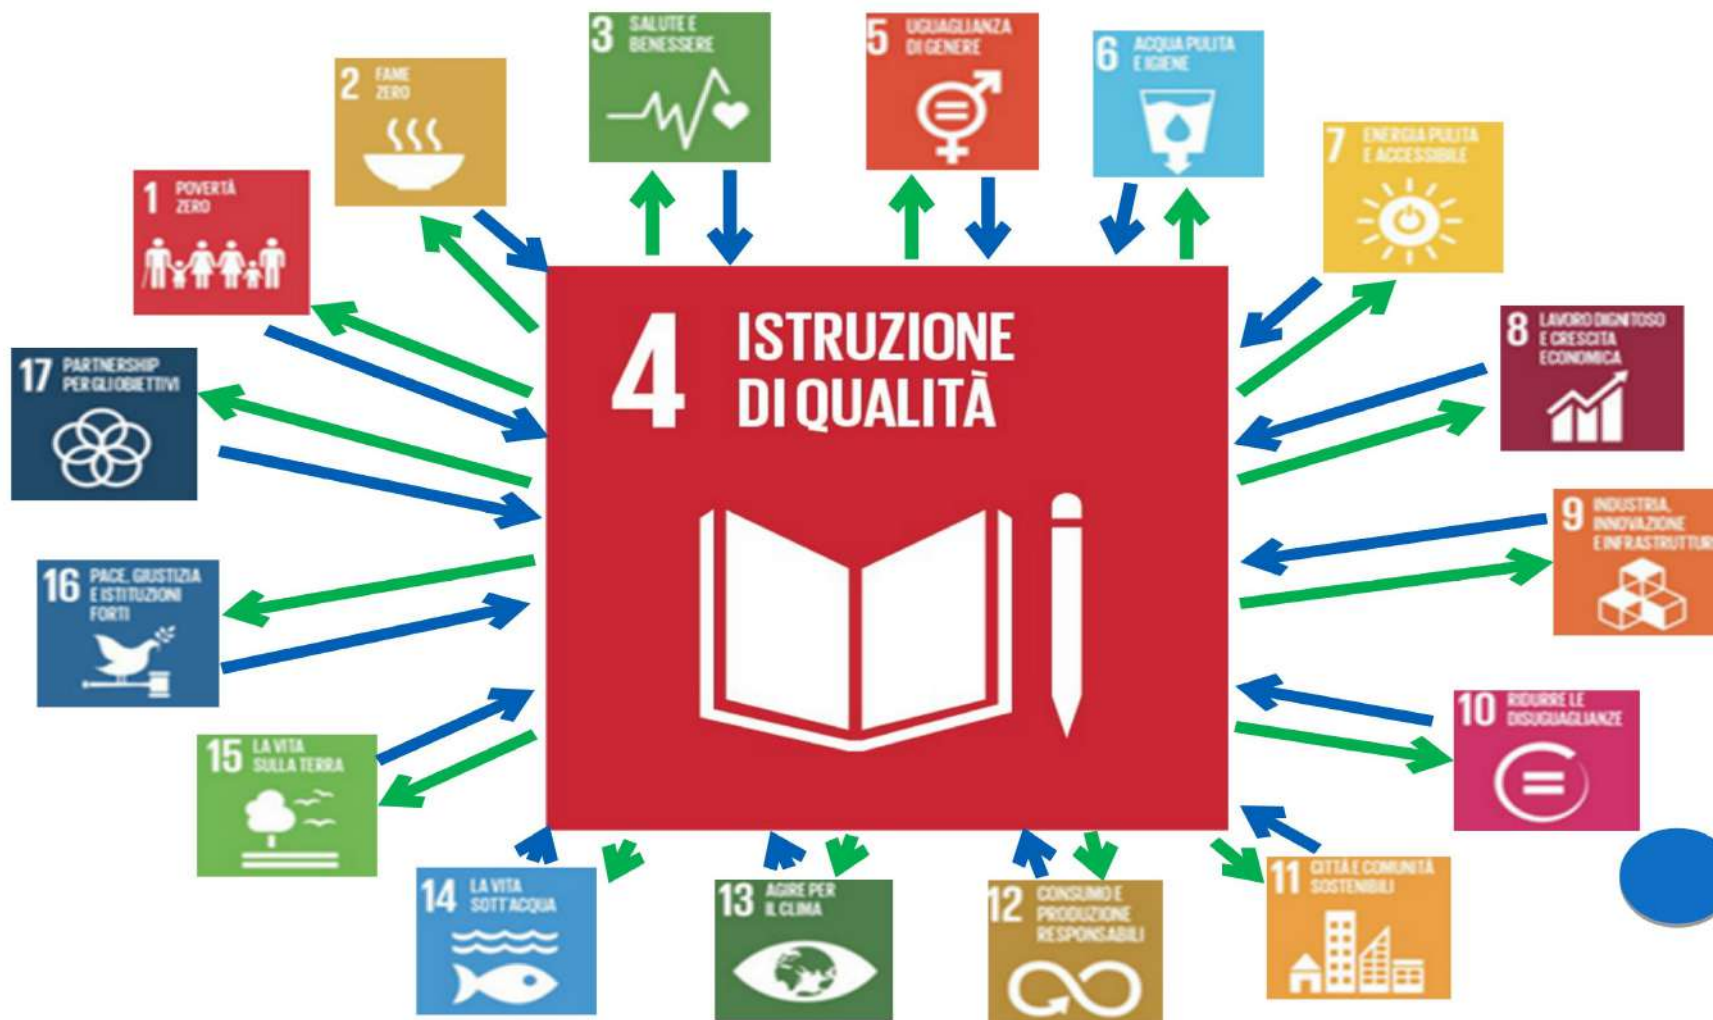 3 SALUTE E
BENESSERE
5 UGUAGLIANZA
DI GENERE
6 ACQUA PULITA
E IGIENE
2 FAME
ZERO
7 ENERGIA PULITA
E ACCESSIBILE
1 POVERTÀ
ZERO
8 LAVORO DIGNITOSO
E CRESCITA
ECONOMICA
4 ISTRUZIONE
DI QUALITÀ
17 PARTNERSHIP
PER GLI OBIETTIVI
9 INDUSTRIA,
INNOVAZIONE
E INFRASTRUTTUR
16 PACE, GIUSTIZIA
E ISTITUZIONI
FORTI
10 RIDURRE LE
DISUGUAGLIANZE
15 LA VITA
SULLA TERRA
14 LA VITA
SOTT'ACQUA
13 AGIRE PER
IL CLIMA
12 CONSUMO E
PRODUZIONE
RESPONSABILI
11 CITTÀ E COMUNITÀ
SOSTENIBILI